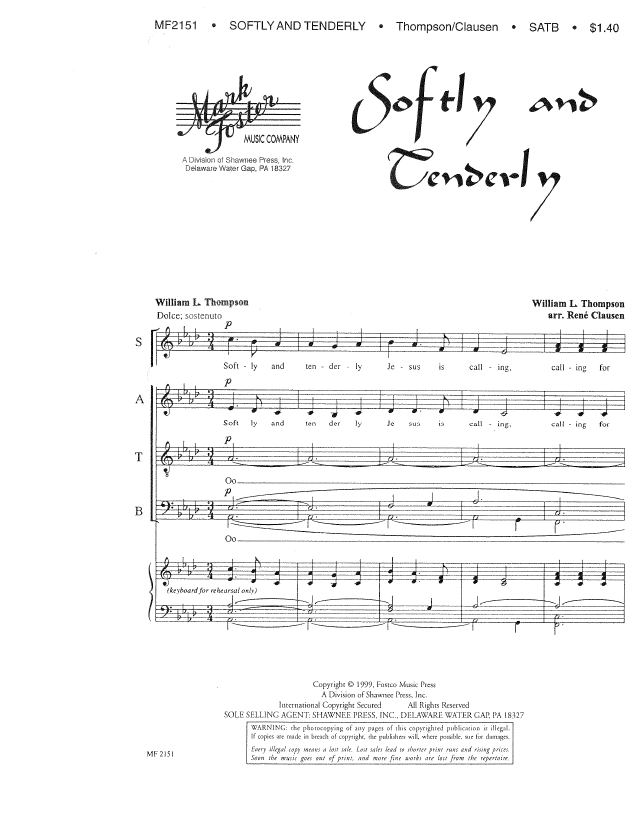 MF2151 • SOFTLY AND TENDERLY • Thompson/Clausen • SATB • $1.40
Mark Foster
MUSIC COMPANY
A Division of Shawnee Press, Inc.
Delaware Water Gap, PA 18327
Softly and
Tenderly
William L. Thompson
William L. Thompson
Dolce; sostenuto
arr. René Clausen
p
S
Soft - ly and ten - der - ly Je - sus is call - ing, call - ing for
p
A
Soft ly and ten der ly Je sus is call - ing, call - ing for
p
T
Oo
p
B
Oo
(keyboard for rehearsal only)
Copyright © 1999, Fostco Music Press
A Division of Shawnee Press, Inc.
International Copyright Secured All Rights Reserved
SOLE SELLING AGENT: SHAWNEE PRESS, INC., DELAWARE WATER GAP, PA 18327
WARNING: the photocopying of any pages of this copyrighted publication is illegal.
If copies are made in breach of copyright, the publishers will, where possible, sue for damages.
Every illegal copy means a lost sale. Lost sales lead to shorter print runs and rising prices.
Soon the music goes out of print, and more fine works are lost from the repertoire.
MF 2151